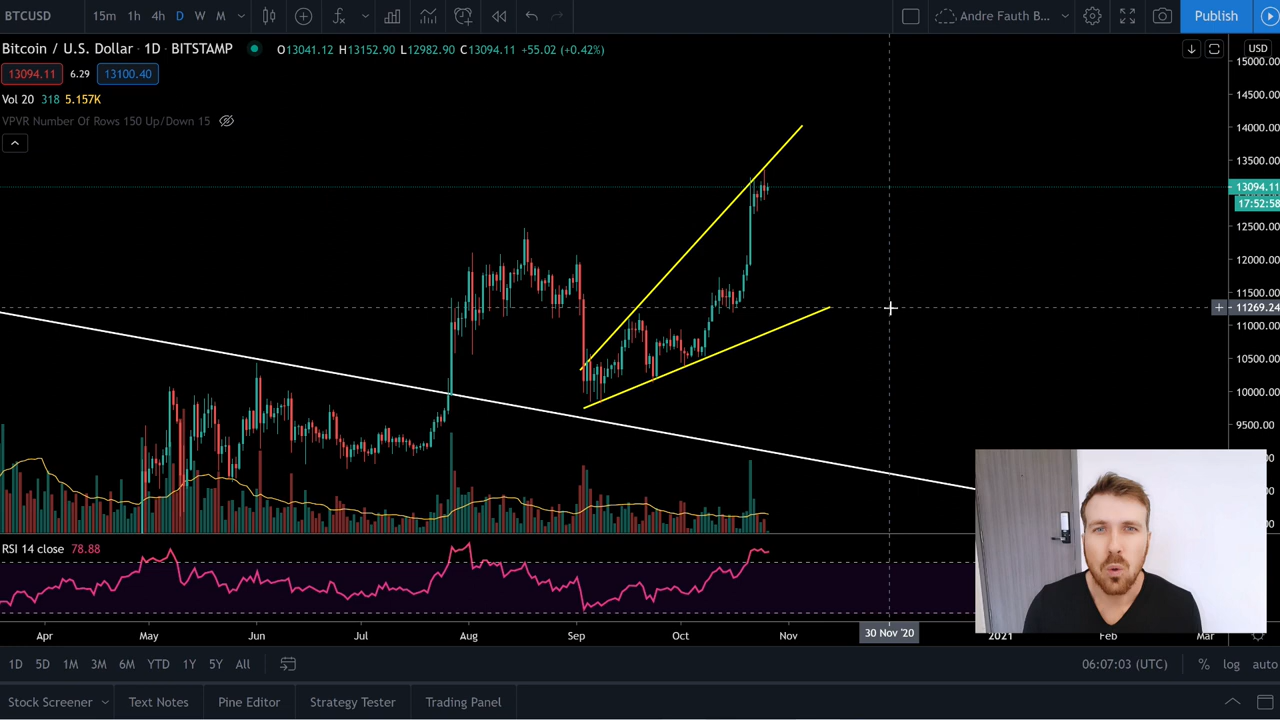 BTCUSD 15m 1h 4h D W M Andre Fauth B... Publish
Bitcoin / U.S. Dollar · 1D · BITSTAMP O13041.12 H13152.90 L12982.90 C13094.11 +55.02 (+0.42%) USD
13094.11 6.29 13100.40
Vol 20 318 5.157K
VPVR Number Of Rows 150 Up/Down 15
15000.00
14500.00
14000.00
13500.00
13094.11
17:52:58
12500.00
12000.00
11500.00
11269.24
11000.00
10500.00
10000.00
9500.00
RSI 14 close 78.88
Apr May Jun Jul Aug Sep Oct Nov 30 Nov '20 2021 Feb Mar
1D 5D 1M 3M 6M YTD 1Y 5Y All 06:07:03 (UTC) % log auto
Stock Screener Text Notes Pine Editor Strategy Tester Trading Panel